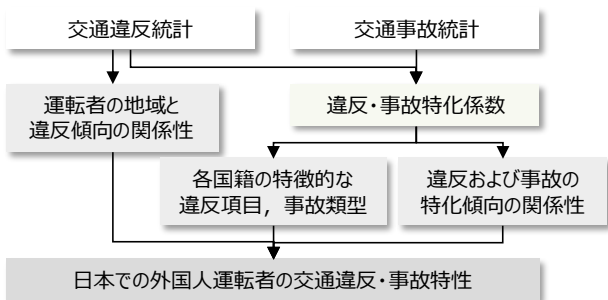 交通違反統計
交通事故統計
運転者の地域と
違反傾向の関係性
違反・事故特化係数
各国籍の特徴的な
違反項目，事故類型
違反および事故の
特化傾向の関係性
日本での外国人運転者の交通違反・事故特性